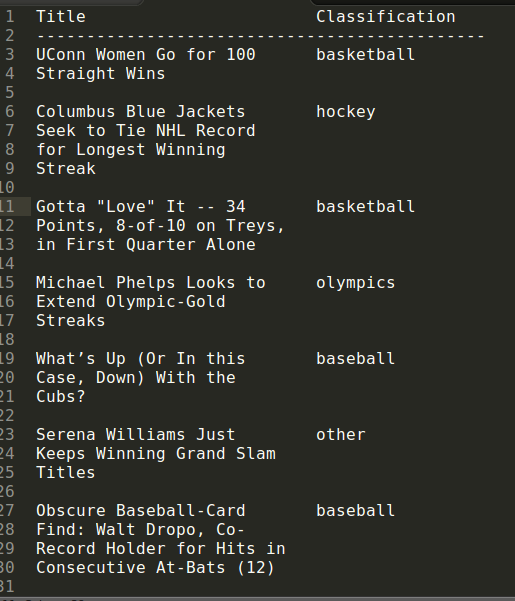 1 Title Classification
2 ---------------------------------------------
3 UConn Women Go for 100 basketball
4 Straight Wins
5
6 Columbus Blue Jackets hockey
7 Seek to Tie NHL Record
8 for Longest Winning
9 Streak
10
11 Gotta "Love" It -- 34 basketball
12 Points, 8-of-10 on Treys,
13 in First Quarter Alone
14
15 Michael Phelps Looks to olympics
16 Extend Olympic-Gold
17 Streaks
18
19 What’s Up (Or In this baseball
20 Case, Down) With the
21 Cubs?
22
23 Serena Williams Just other
24 Keeps Winning Grand Slam
25 Titles
26
27 Obscure Baseball-Card baseball
28 Find: Walt Dropo, Co-
29 Record Holder for Hits in
30 Consecutive At-Bats (12)
31